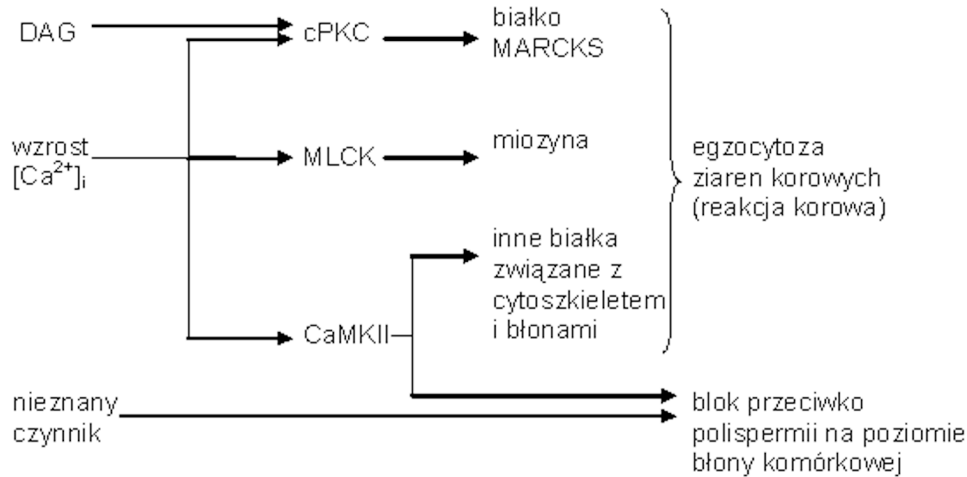 DAG
cPKC
białko
MARCKS
wzrost
[Ca²⁺]ᵢ
MLCK
miozyna
egzocytoza
ziaren korowych
(reakcja korowa)
inne białka
związane z
cytoszkieletem
i błonami
CaMKII
nieznany
czynnik
blok przeciwko
polispermii na poziomie
błony komórkowej